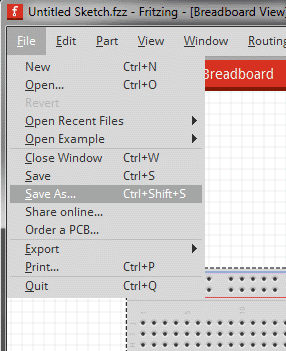 Untitled Sketch.fzz - Fritzing - [Breadboard View]
File Edit Part View Window Routing
Breadboard
New Ctrl+N
Open... Ctrl+O
Revert
Open Recent Files
Open Example
Close Window Ctrl+W
Save Ctrl+S
Save As... Ctrl+Shift+S
Share online...
Order a PCB...
Export
Print... Ctrl+P
Quit Ctrl+Q